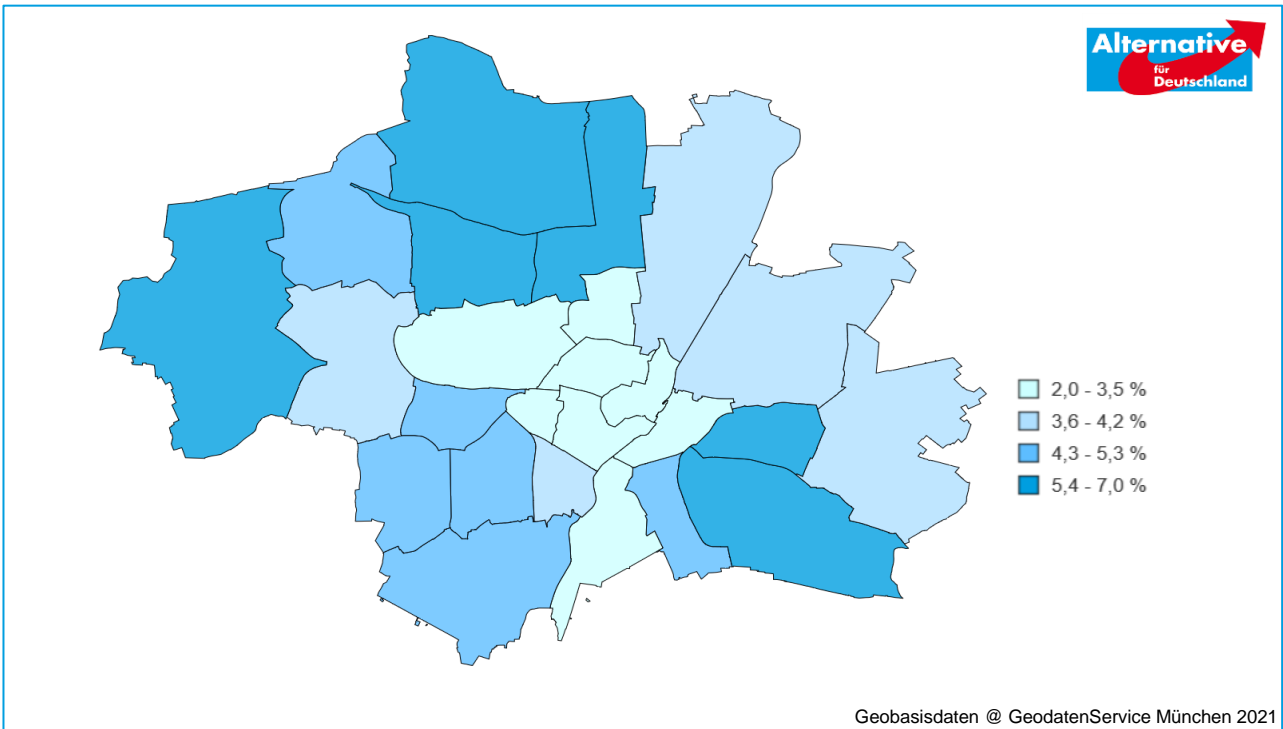 Alternative
für
Deutschland
2,0 - 3,5 %
3,6 - 4,2 %
4,3 - 5,3 %
5,4 - 7,0 %
Geobasisdaten @ GeodatenService München 2021